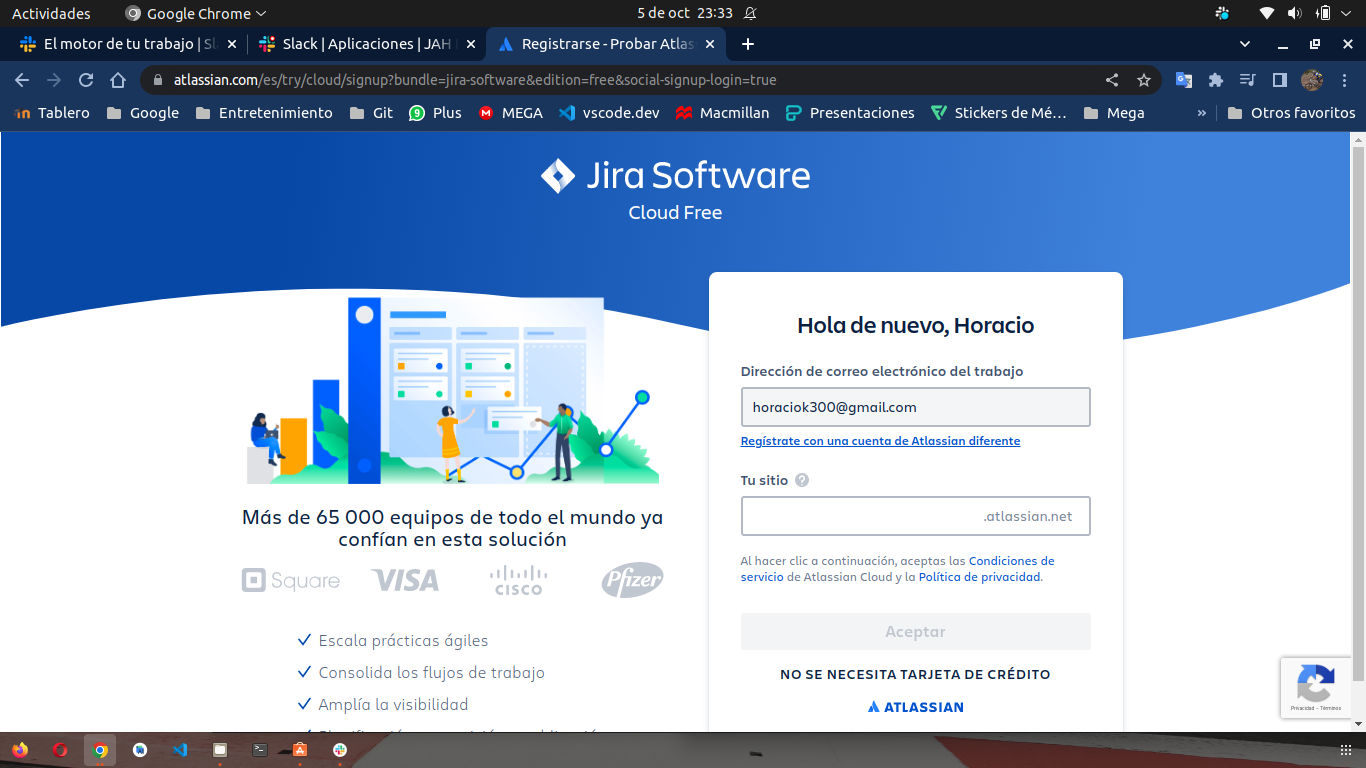 Actividades
Google Chrome
5 de oct 23:33
El motor de tu trabajo | Sl
Slack | Aplicaciones | JAH
Registrarse - Probar Atlas
atlassian.com/es/try/cloud/signup?bundle=jira-software&edition=free&social-signup-login=true
Tablero
Google
Entretenimiento
Git
Plus
MEGA
vscode.dev
Macmillan
Presentaciones
Stickers de Mé…
Mega
»
Otros favoritos
Jira Software
Cloud Free
Hola de nuevo, Horacio
Dirección de correo electrónico del trabajo
horaciok300@gmail.com
Regístrate con una cuenta de Atlassian diferente
Tu sitio ?
.atlassian.net
Al hacer clic a continuación, aceptas las Condiciones de
servicio de Atlassian Cloud y la Política de privacidad.
Aceptar
NO SE NECESITA TARJETA DE CRÉDITO
ATLASSIAN
Más de 65 000 equipos de todo el mundo ya
confían en esta solución
Square
VISA
CISCO
Pfizer
Escala prácticas ágiles
Consolida los flujos de trabajo
Amplía la visibilidad
Privacidad - Términos